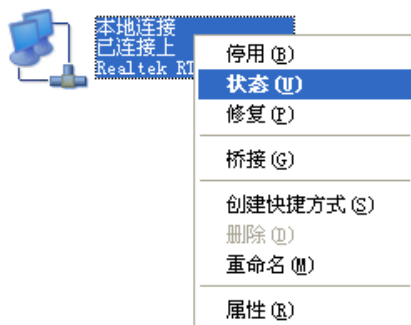 本地连接
已连接上
Realtek RT
停用(B)
状态(U)
修复(P)
桥接(G)
创建快捷方式(S)
删除(D)
重命名(M)
属性(R)